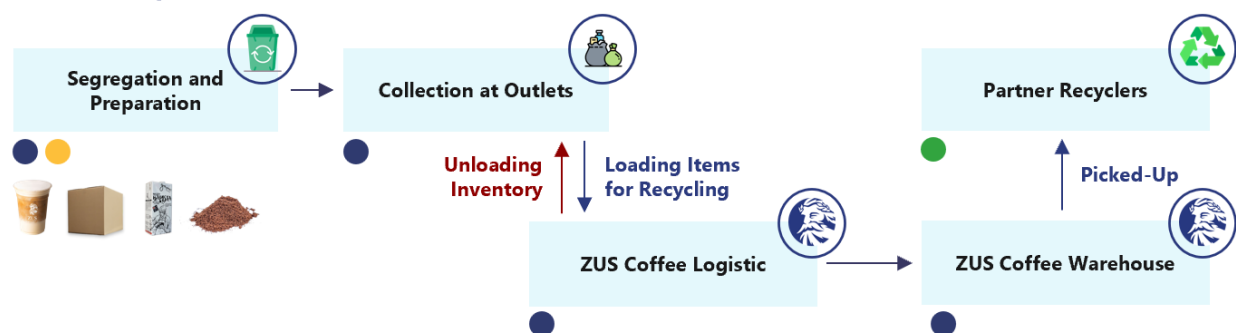 Segregation and
Preparation
Collection at Outlets
Partner Recyclers
Unloading
Inventory
Loading Items
for Recycling
Picked-Up
ZUS Coffee Logistic
ZUS Coffee Warehouse